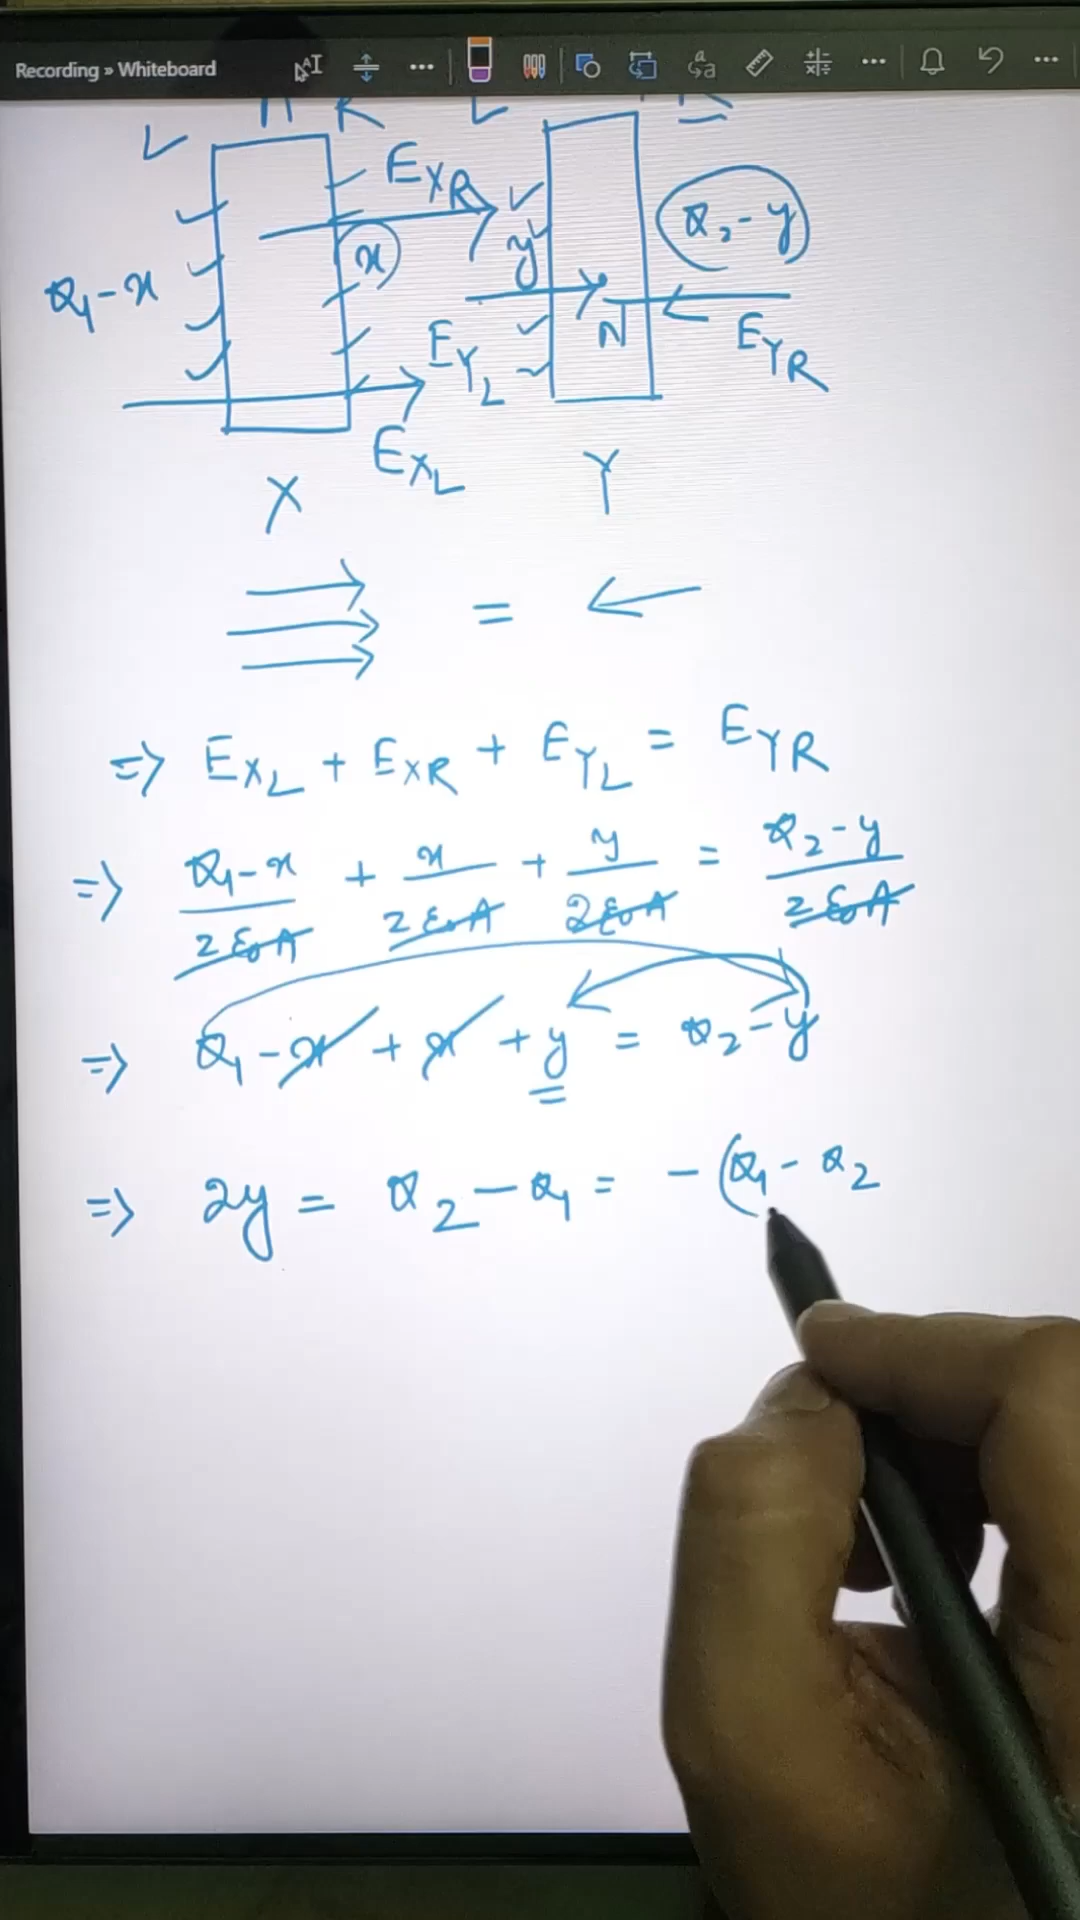 Recording » Whiteboard
L R L
E_XR
Q₁-x x y Q₂-y
N
E_YL E_YR
E_XL
X Y
=
=> E_XL + E_XR + E_YL = E_YR
=> Q₁-x/2ε₀A + x/2ε₀A + y/2ε₀A = Q₂-y/2ε₀A
=> Q₁-x + x + y = Q₂-y
=> 2y = Q₂-Q₁ = -(Q₁-Q₂